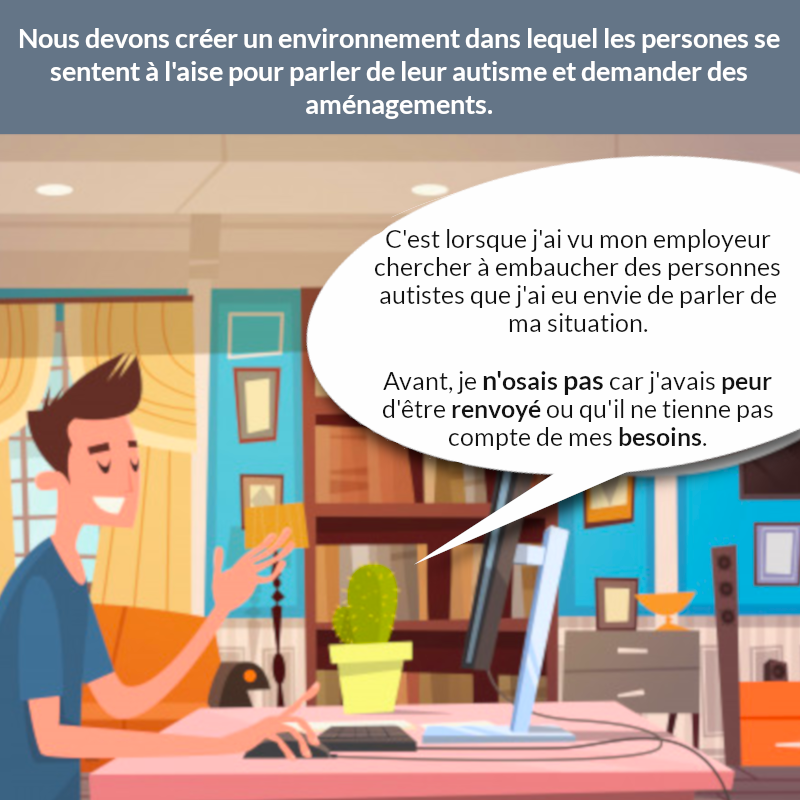 Nous devons créer un environnement dans lequel les persones se
sentent à l'aise pour parler de leur autisme et demander des
aménagements.
C'est lorsque j'ai vu mon employeur
chercher à embaucher des personnes
autistes que j'ai eu envie de parler de
ma situation.
Avant, je n'osais pas car j'avais peur
d'être renvoyé ou qu'il ne tienne pas
compte de mes besoins.